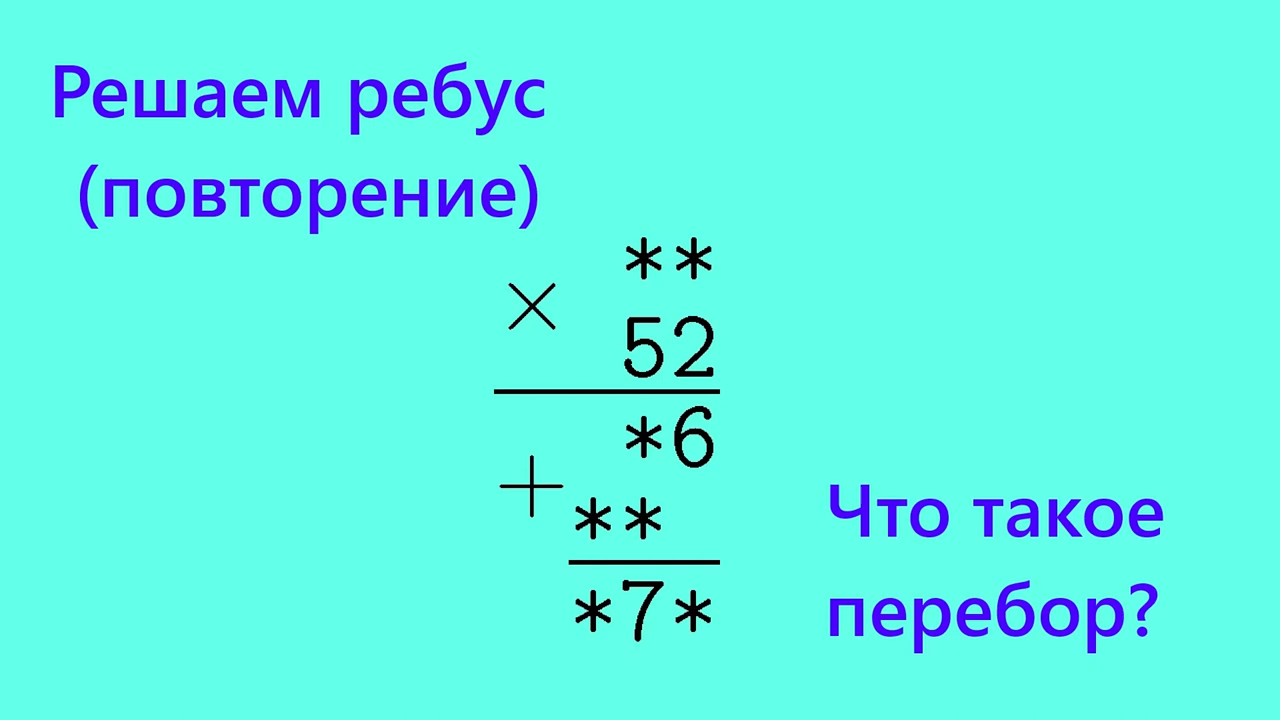 Решаем ребус
(повторение)
**
× 52
*6
+ **
*7*
Что такое
перебор?